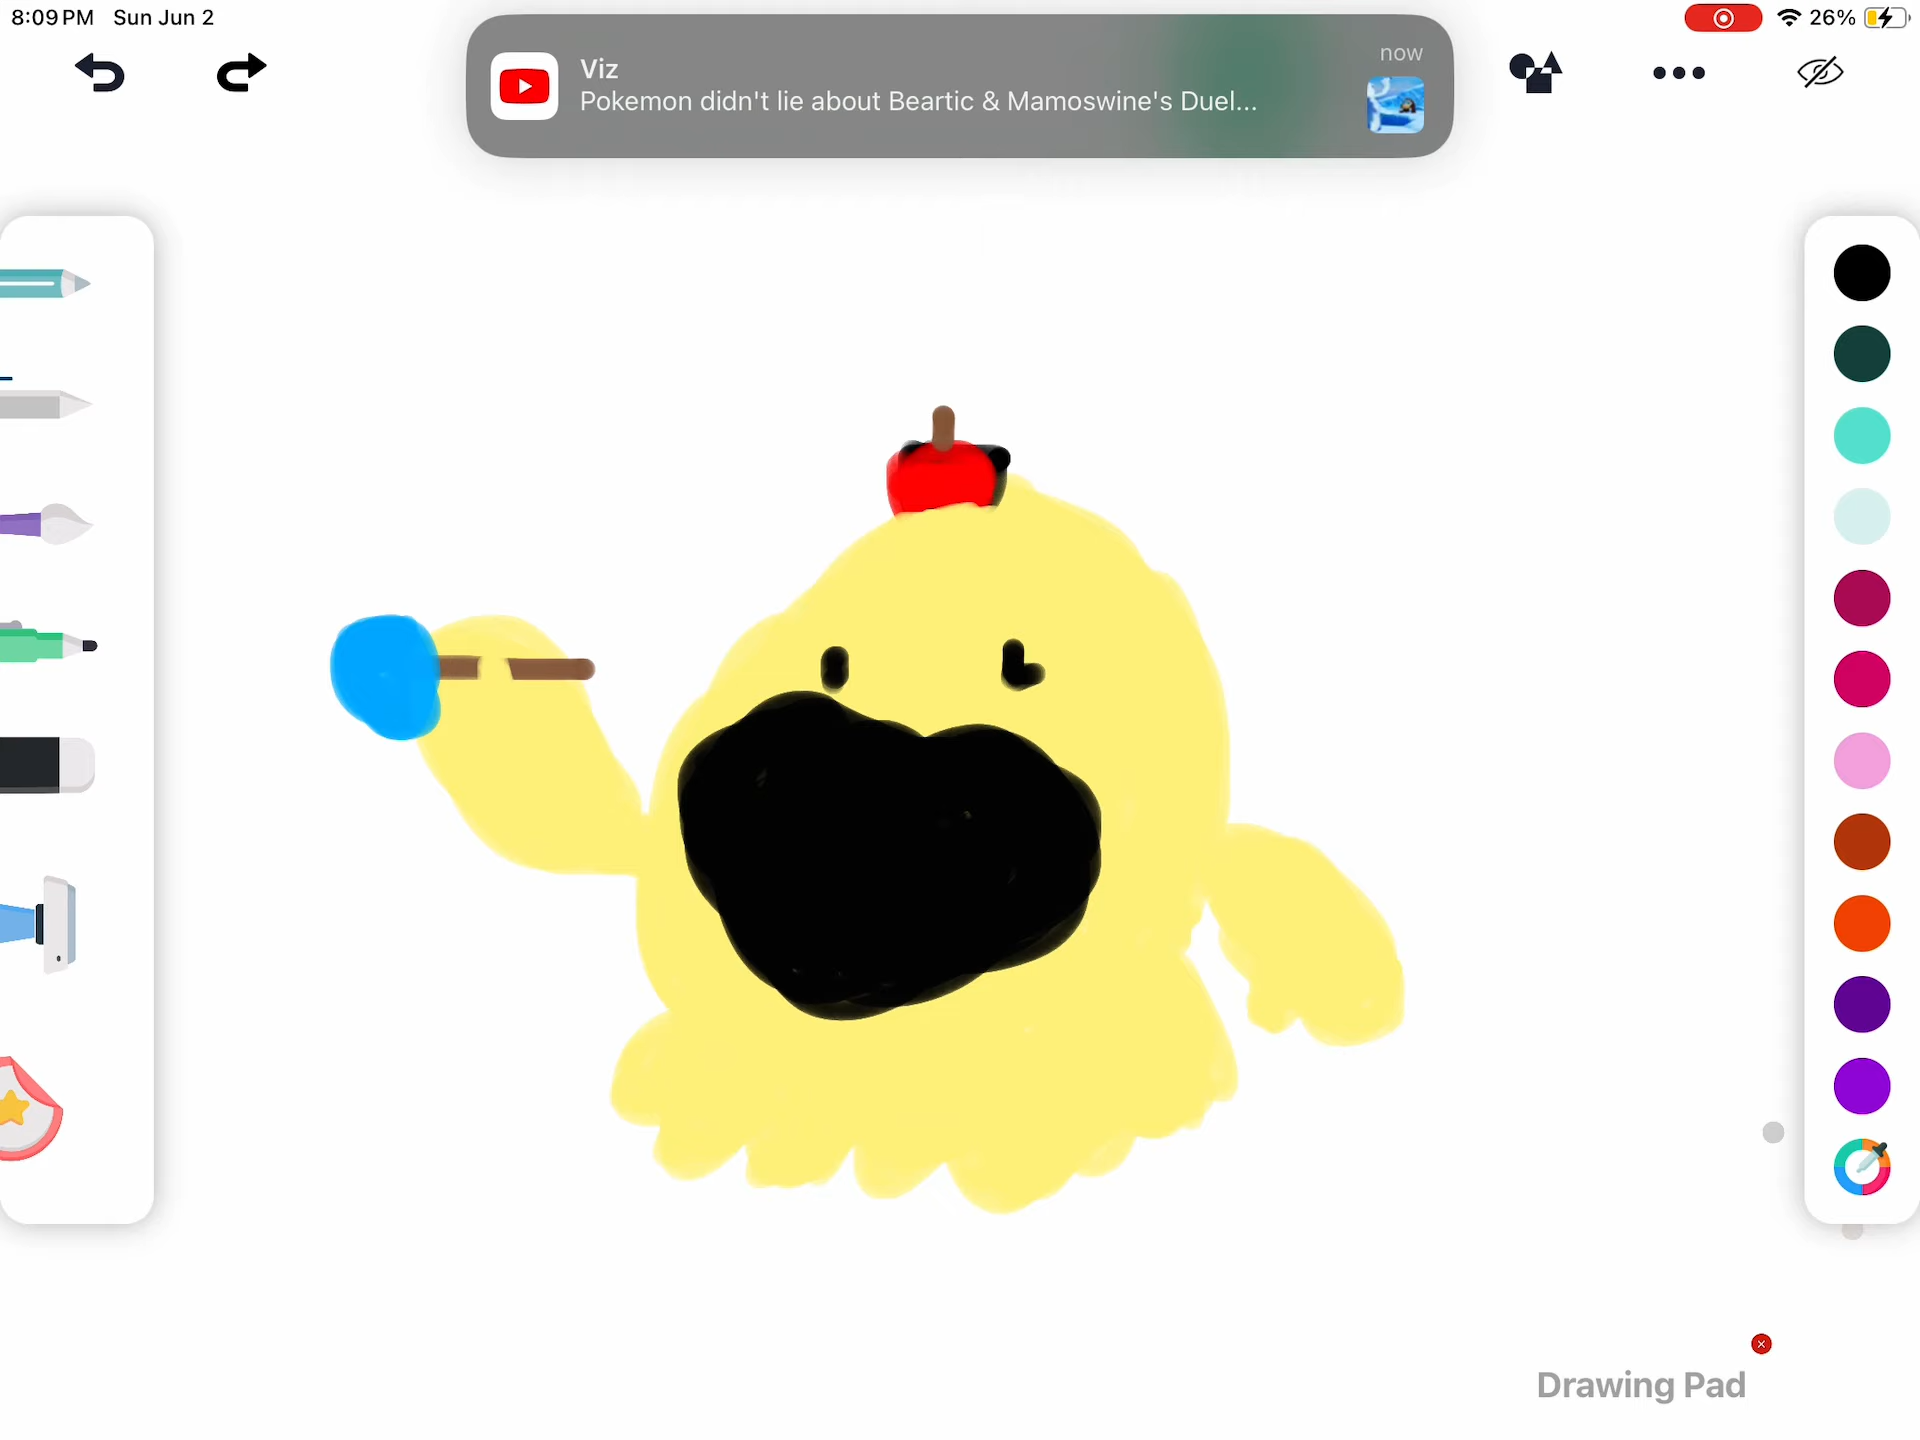 8:09 PM Sun Jun 2
26%
Viz
now
Pokemon didn't lie about Beartic & Mamoswine's Duel...
Drawing Pad